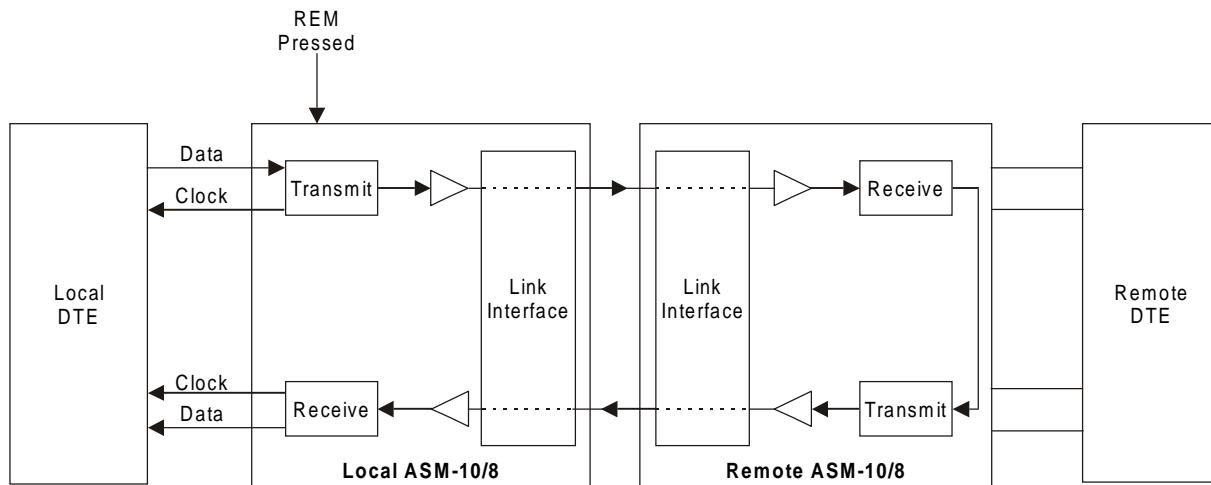 REM
Pressed
Data
Clock
Transmit
Receive
Local
DTE
Link
Interface
Link
Interface
Remote
DTE
Clock
Data
Receive
Transmit
Local ASM-10/8
Remote ASM-10/8